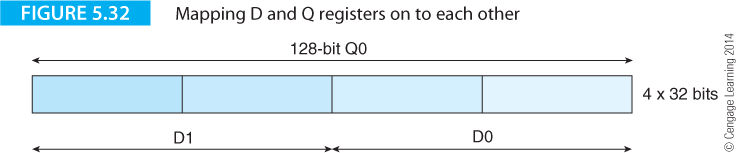 FIGURE 5.32 Mapping D and Q registers on to each other
128-bit Q0
4 x 32 bits
D1 D0
© Cengage Learning 2014